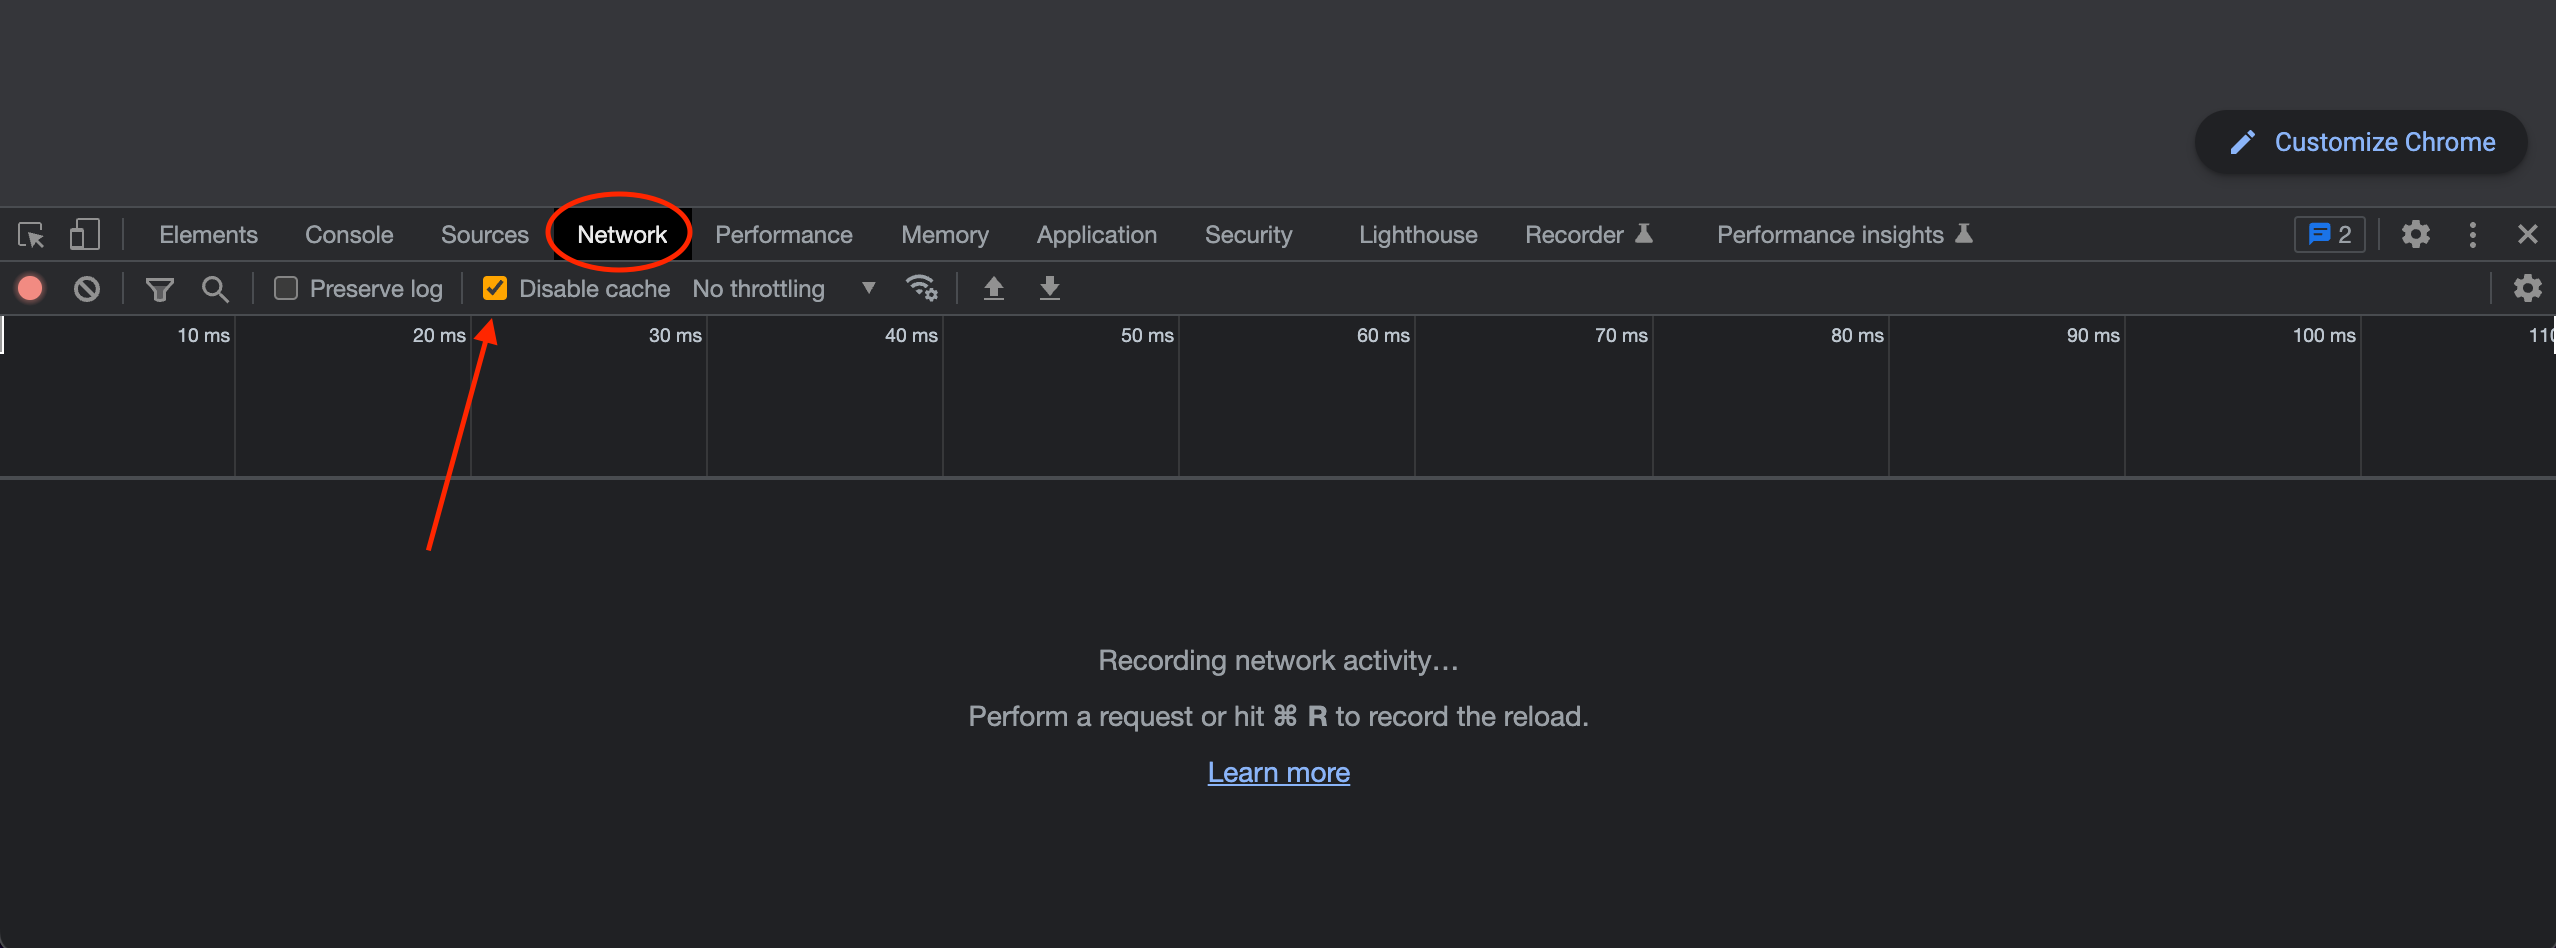 Customize Chrome
Elements Console Sources Network Performance Memory Application Security Lighthouse Recorder Performance insights 2
Preserve log Disable cache No throttling
10 ms 20 ms 30 ms 40 ms 50 ms 60 ms 70 ms 80 ms 90 ms 100 ms
Recording network activity…
Perform a request or hit ⌘ R to record the reload.
Learn more